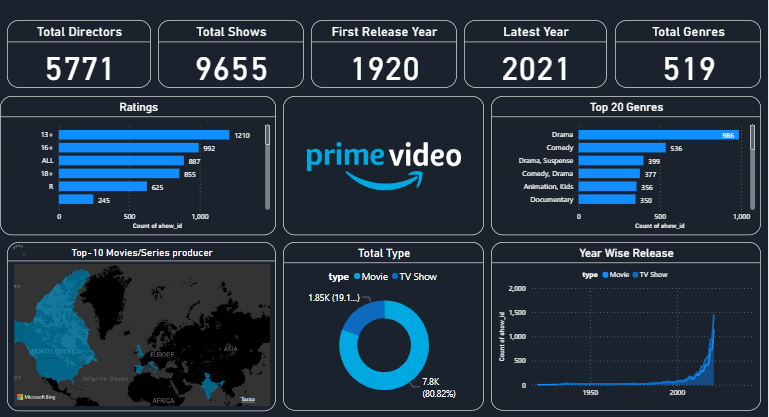 Total Directors
5771
Total Shows
9655
First Release Year
1920
Latest Year
2021
Total Genres
519
Ratings
13+
1210
16+
992
ALL
887
18+
855
R
625
245
0
500
1,000
Count of show_id
prime video
Top 20 Genres
Drama
986
Comedy
536
Drama, Suspense
399
Comedy, Drama
377
Animation, Kids
356
Documentary
350
0
500
1,000
Count of show_id
Top-10 Movies/Series producer
NORTH AMERICA
EUROPE
ASIA
Atlantic Ocean
AFRICA
Microsoft Bing
Terms
Total Type
type Movie TV Show
1.85K (19.1...)
7.8K
(80.82%)
Year Wise Release
type Movie TV Show
Count of show_id
2,000
1,500
1,000
500
0
1950
2000